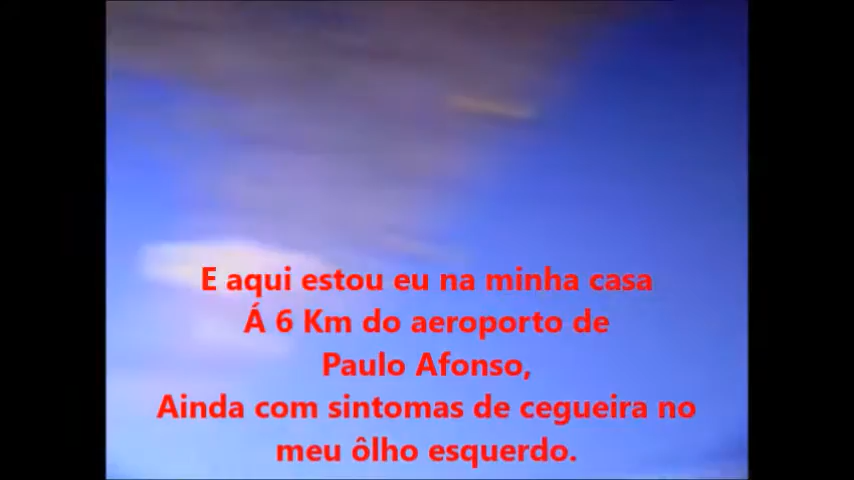 E aqui estou eu na minha casa
Á 6 Km do aeroporto de
Paulo Afonso,
Ainda com sintomas de cegueira no
meu ôlho esquerdo.